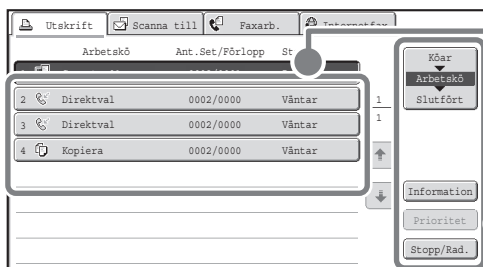 Utskrift Scanna till Faxarb. Internetfax
Arbetskö Ant.Set/Förlopp St
2 Direktval 0002/0000 Väntar
3 Direktval 0002/0000 Väntar
4 Kopiera 0002/0000 Väntar
1
1
Köar
Arbetskö
Slutfört
Information
Prioritet
Stopp/Rad.